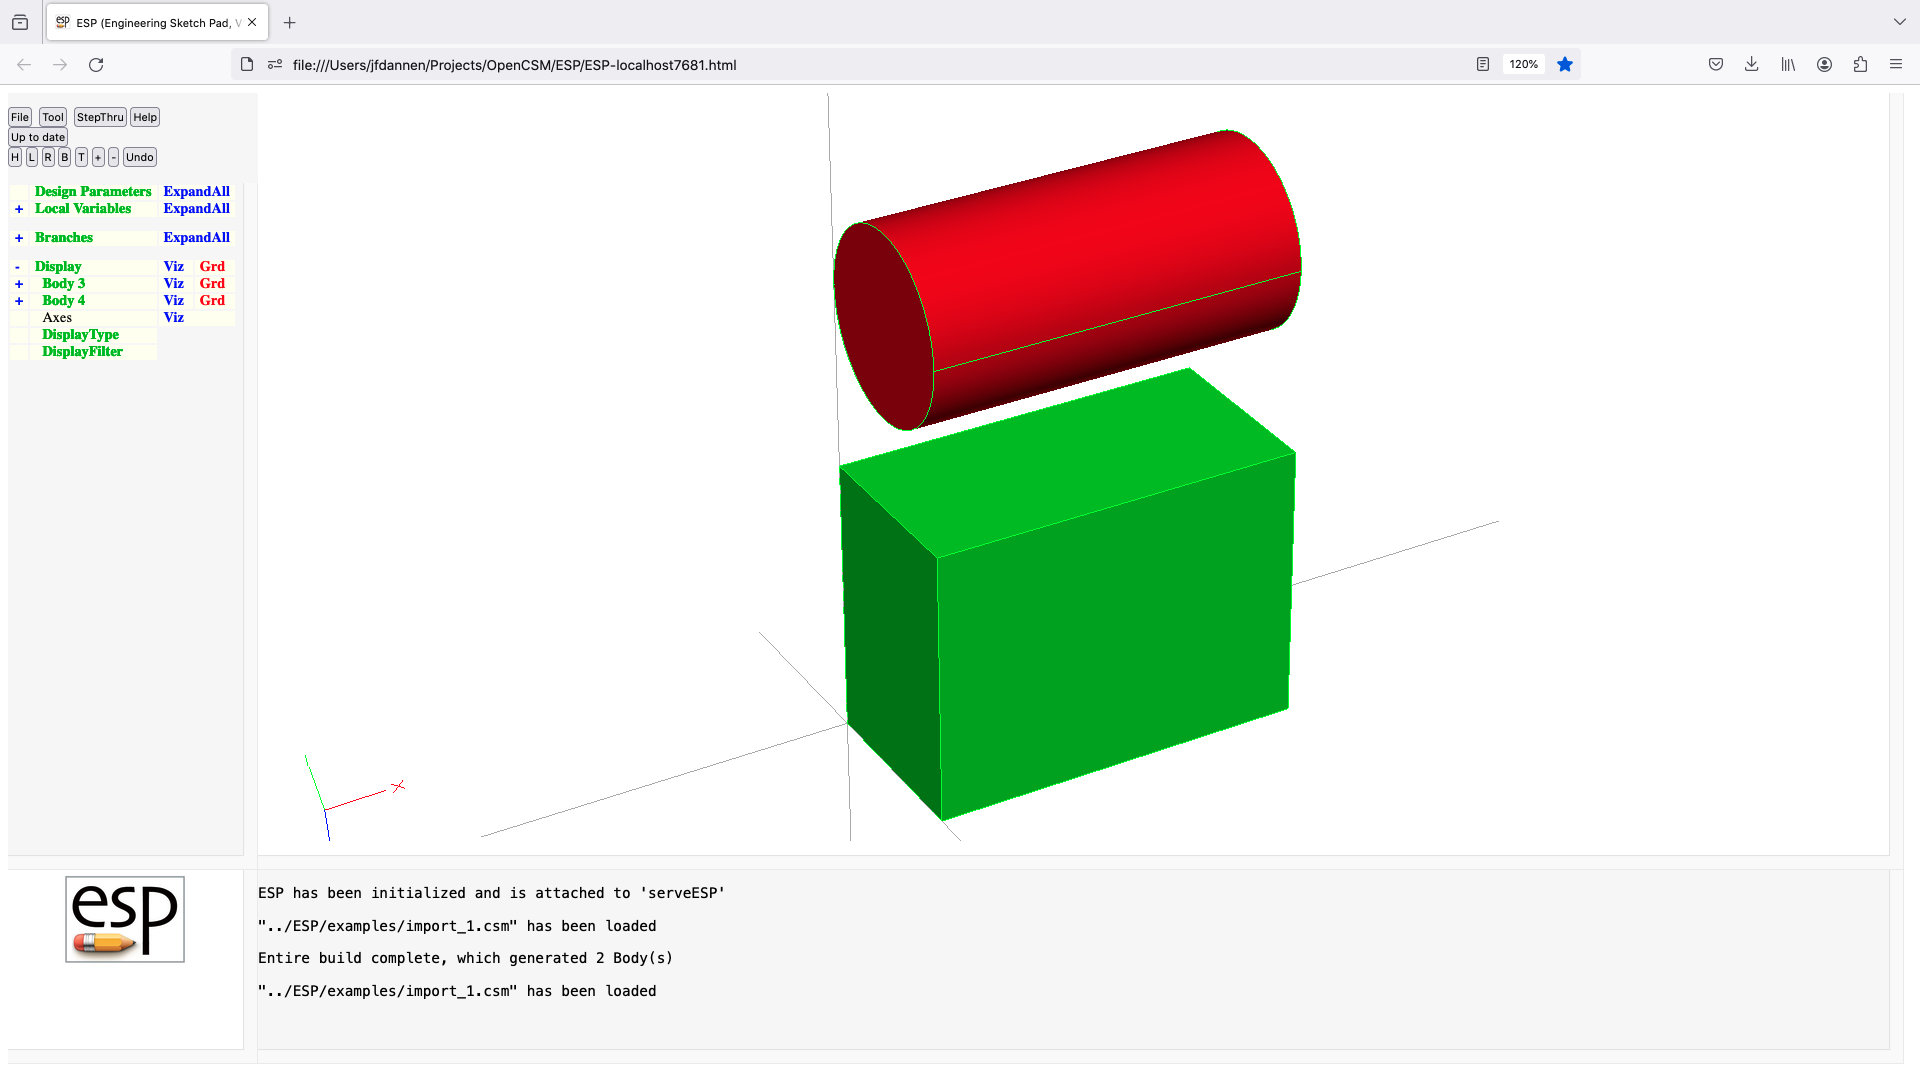 ESP (Engineering Sketch Pad, V
file:///Users/jfdannen/Projects/OpenCSM/ESP/ESP-localhost7681.html
120%
File Tool StepThru Help
Up to date
H L R B T + - Undo
Design Parameters ExpandAll
+ Local Variables ExpandAll
+ Branches ExpandAll
- Display Viz Grd
+ Body 3 Viz Grd
+ Body 4 Viz Grd
Axes Viz
DisplayType
DisplayFilter
X
esp
ESP has been initialized and is attached to 'serveESP'
"../ESP/examples/import_1.csm" has been loaded
Entire build complete, which generated 2 Body(s)
"../ESP/examples/import_1.csm" has been loaded